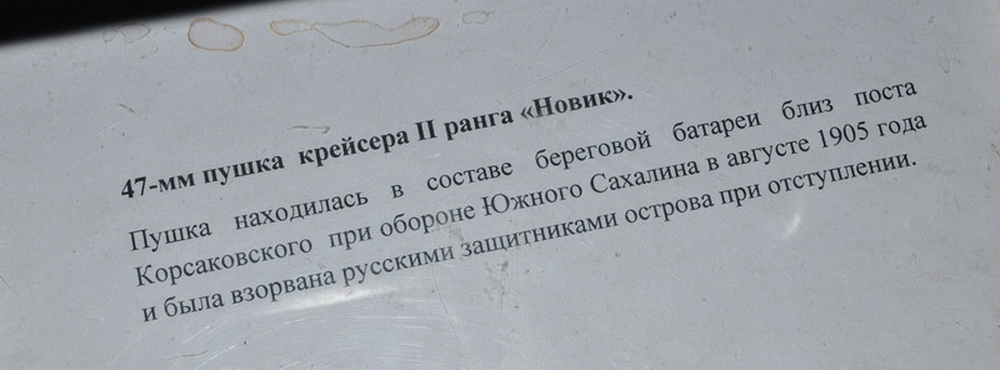 47-мм пушка крейсера II ранга «Новик».
Пушка находилась в составе береговой батареи близ поста
Корсаковского при обороне Южного Сахалина в августе 1905 года
и была взорвана русскими защитниками острова при отступлении.